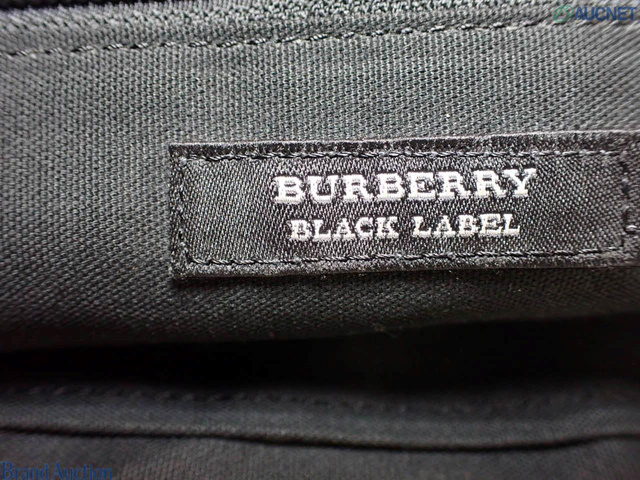 AUCNET
BURBERRY
BLACK LABEL
Brand Auction